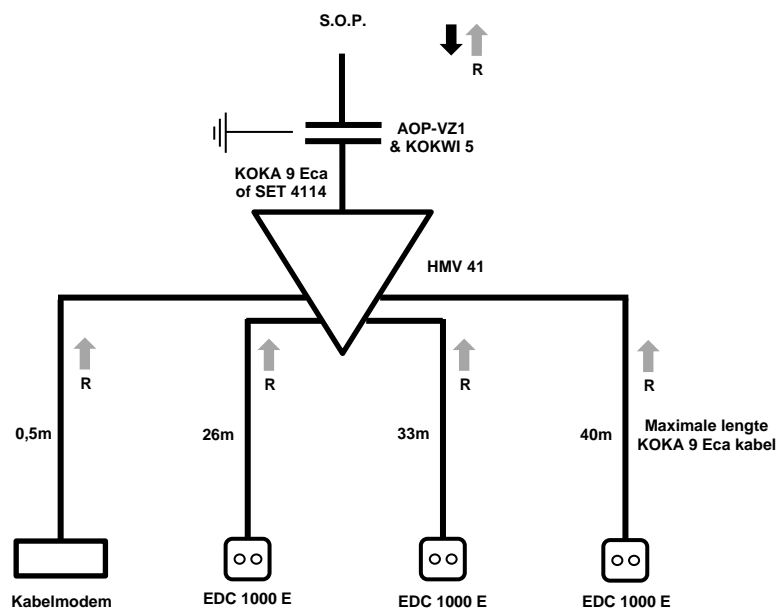 S.O.P.
R
AOP-VZ1
& KOKWI 5
KOKA 9 Eca
of SET 4114
HMV 41
R
R
R
R
0,5m
26m
33m
40m
Maximale lengte
KOKA 9 Eca kabel
Kabelmodem
EDC 1000 E
EDC 1000 E
EDC 1000 E